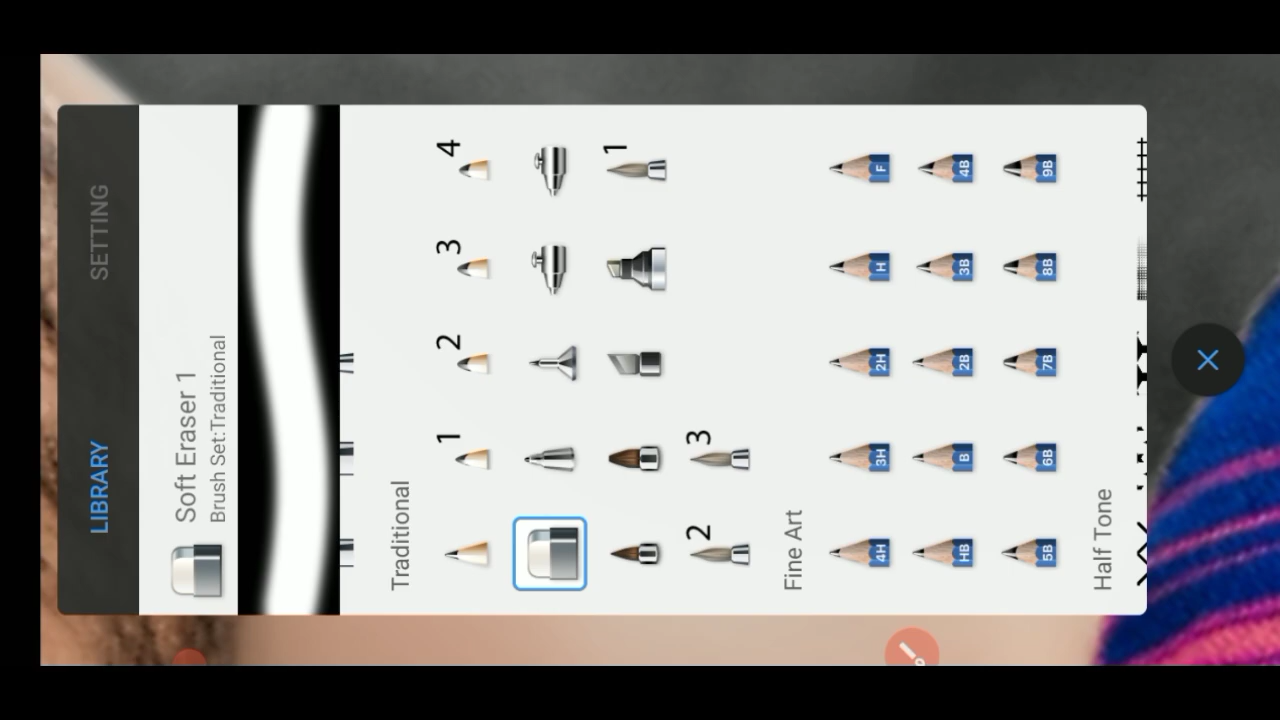 LIBRARY SETTING
Soft Eraser 1
Brush Set:Traditional
Traditional
1 2 3 4
1
2 3
Fine Art
4H 3H 2H H F
HB B 2B 3B 4B
5B 6B 7B 8B 9B
Half Tone